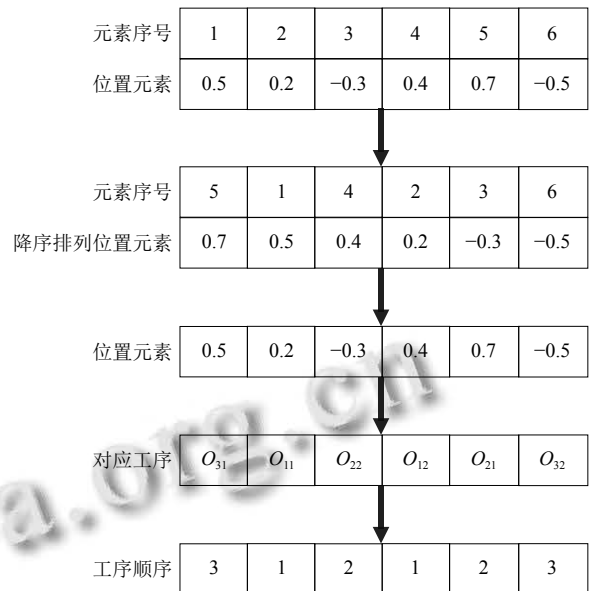 元素序号 1 2 3 4 5 6
位置元素 0.5 0.2 −0.3 0.4 0.7 −0.5
元素序号 5 1 4 2 3 6
降序排列位置元素 0.7 0.5 0.4 0.2 −0.3 −0.5
位置元素 0.5 0.2 −0.3 0.4 0.7 −0.5
对应工序 O₃₁ O₁₁ O₂₂ O₁₂ O₂₁ O₃₂
工序顺序 3 1 2 1 2 3
a.org.cn